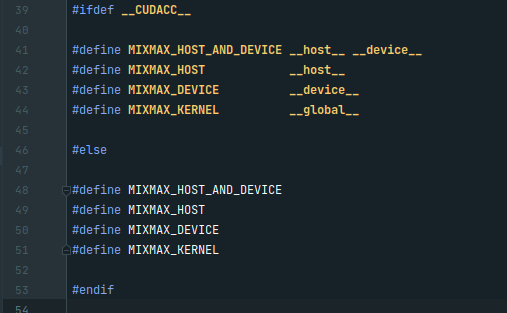 39 #ifdef __CUDACC__
40
41 #define MIXMAX_HOST_AND_DEVICE __host__ __device__
42 #define MIXMAX_HOST __host__
43 #define MIXMAX_DEVICE __device__
44 #define MIXMAX_KERNEL __global__
45
46 #else
47
48 #define MIXMAX_HOST_AND_DEVICE
49 #define MIXMAX_HOST
50 #define MIXMAX_DEVICE
51 #define MIXMAX_KERNEL
52
53 #endif
54